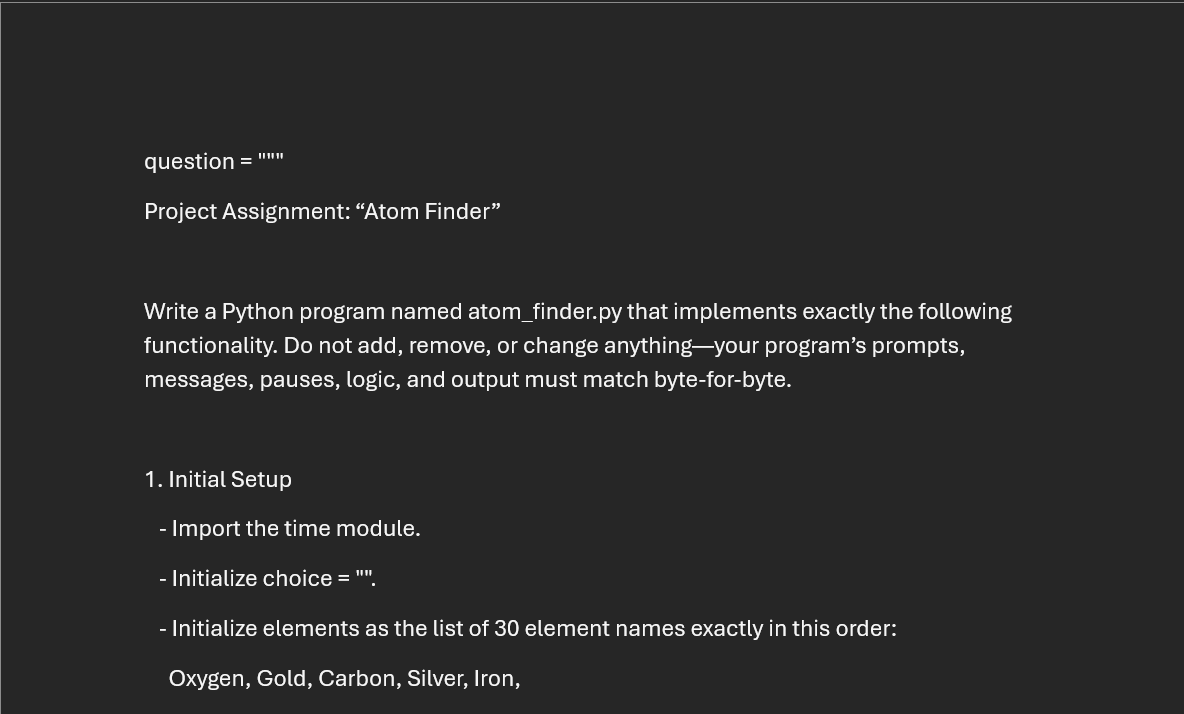 question = """
Project Assignment: “Atom Finder”
Write a Python program named atom_finder.py that implements exactly the following
functionality. Do not add, remove, or change anything—your program’s prompts,
messages, pauses, logic, and output must match byte-for-byte.
1. Initial Setup
- Import the time module.
- Initialize choice = "".
- Initialize elements as the list of 30 element names exactly in this order:
Oxygen, Gold, Carbon, Silver, Iron,